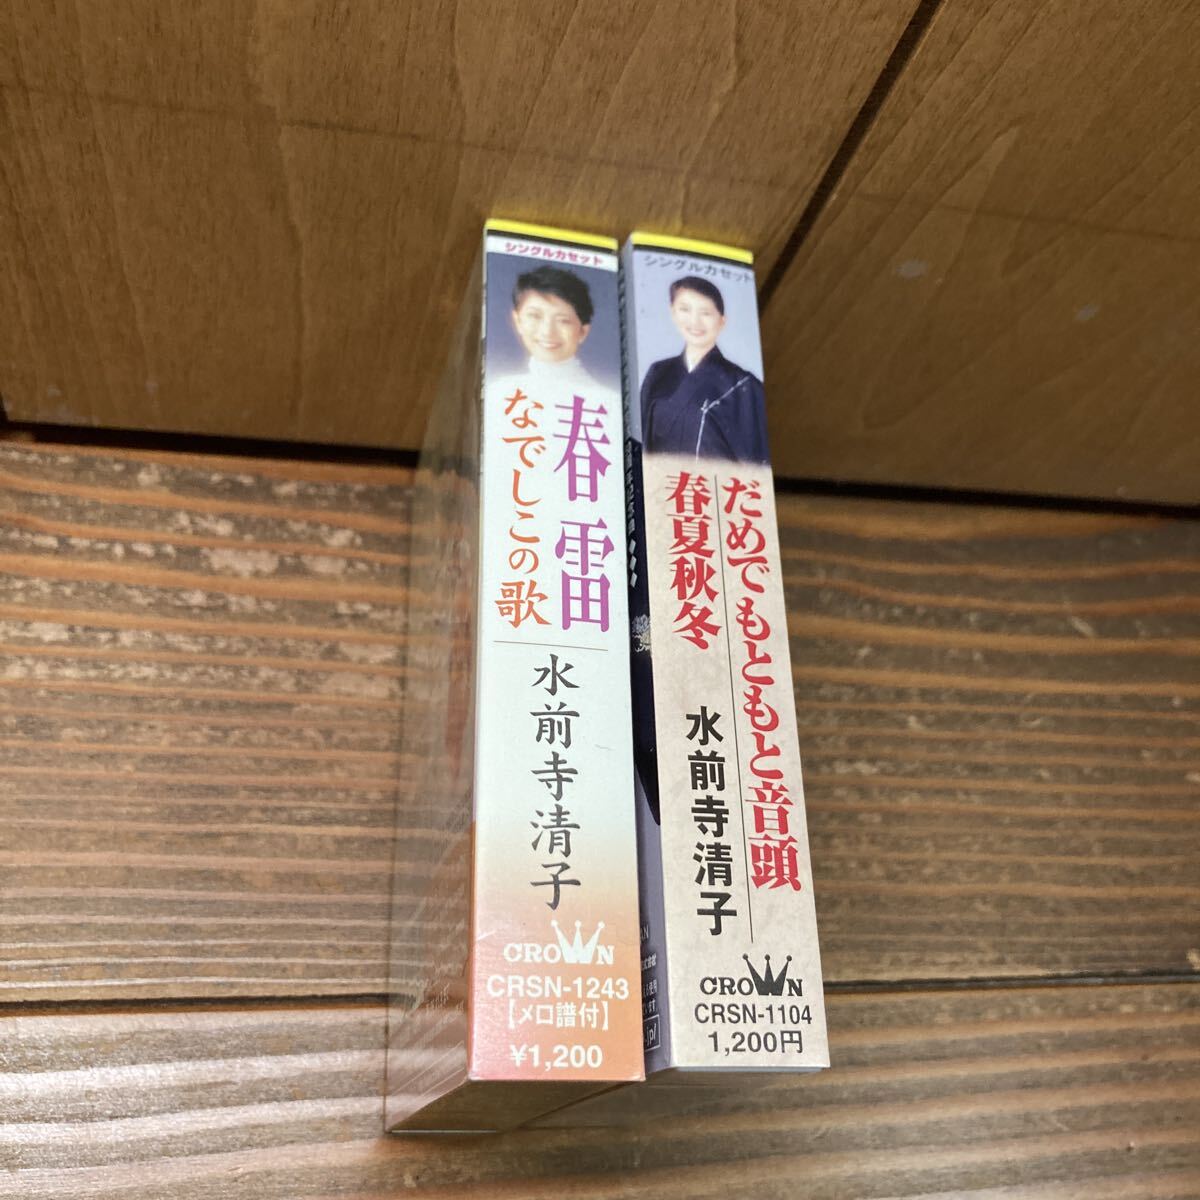 シングルカセット
春雷
なでしこの歌
水前寺清子
CROWN
CRSN-1243
【メロ譜付】
¥1,200
シングルカセット
だめでもともと音頭
春夏秋冬
水前寺清子
CROWN
CRSN-1104
1,200円